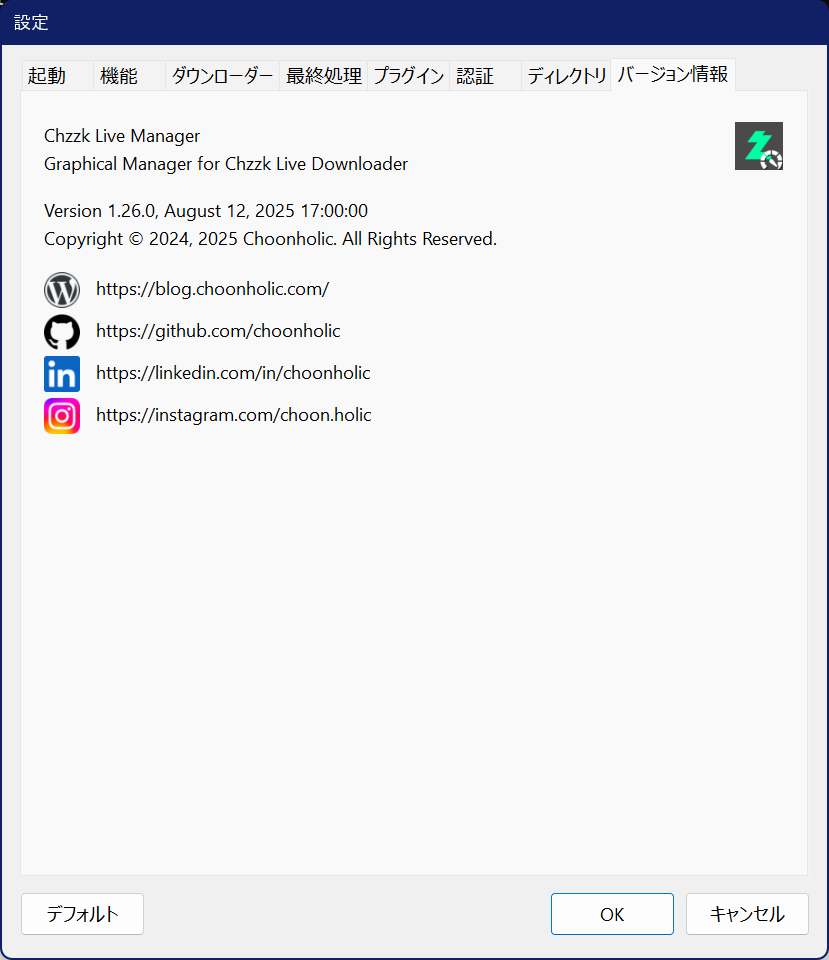 設定
起動 機能 ダウンローダー 最終処理 プラグイン 認証 ディレクトリ バージョン情報
Chzzk Live Manager
Graphical Manager for Chzzk Live Downloader
Version 1.26.0, August 12, 2025 17:00:00
Copyright © 2024, 2025 Choonholic. All Rights Reserved.
https://blog.choonholic.com/
https://github.com/choonholic
https://linkedin.com/in/choonholic
https://instagram.com/choon.holic
デフォルト OK キャンセル